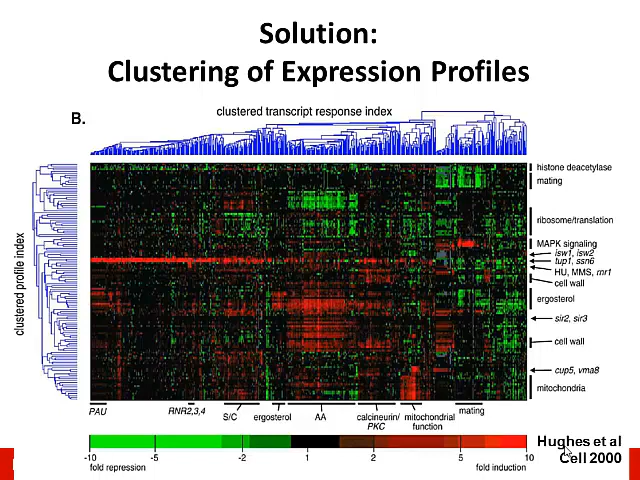 Solution:
Clustering of Expression Profiles
clustered transcript response index
B.
clustered profile index
histone deacetylase
mating
ribosome/translation
MAPK signaling
isw1, isw2
tup1, ssn6
HU, MMS, rnr1
cell wall
ergosterol
sir2, sir3
cell wall
cup5, vma8
mitochondria
PAU
RNR2,3,4
S/C
ergosterol
AA
calcineurin/
PKC
mitochondrial
function
mating
-10 -5 -2 1 2 5 10
fold repression
fold induction
Hughes et al
Cell 2000